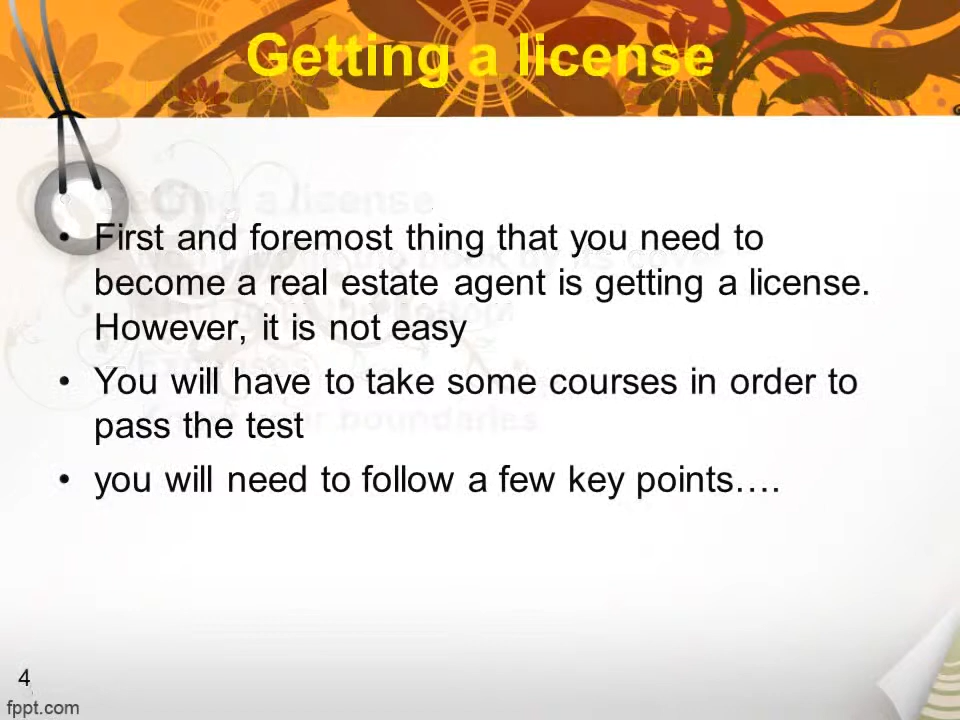 Getting a license
• First and foremost thing that you need to
become a real estate agent is getting a license.
However, it is not easy
• You will have to take some courses in order to
pass the test
• you will need to follow a few key points….
4
fppt.com